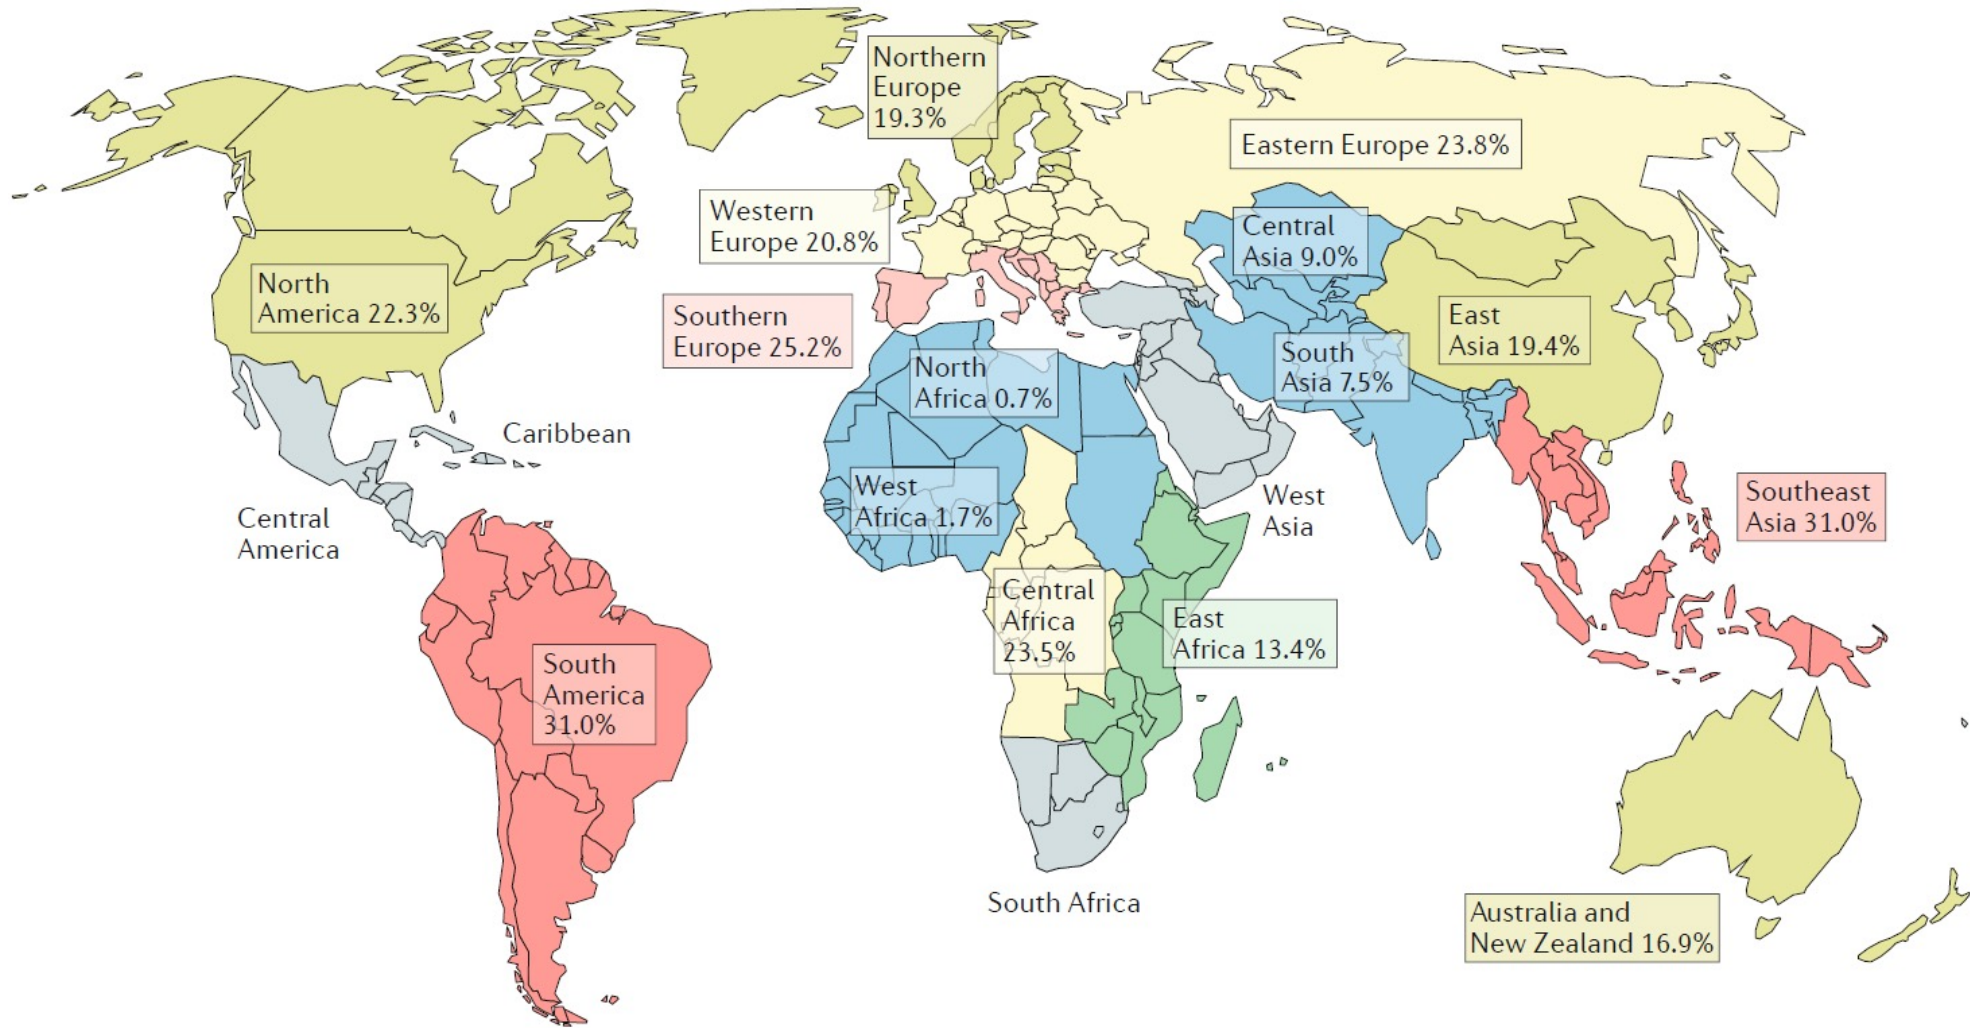 Northern
Europe
19.3%
Eastern Europe 23.8%
Western
Europe 20.8%
Central
Asia 9.0%
North
America 22.3%
Southern
Europe 25.2%
East
Asia 19.4%
South
Asia 7.5%
North
Africa 0.7%
Caribbean
West
Africa 1.7%
West
Asia
Southeast
Asia 31.0%
Central
America
Central
Africa
23.5%
East
Africa 13.4%
South
America
31.0%
South Africa
Australia and
New Zealand 16.9%